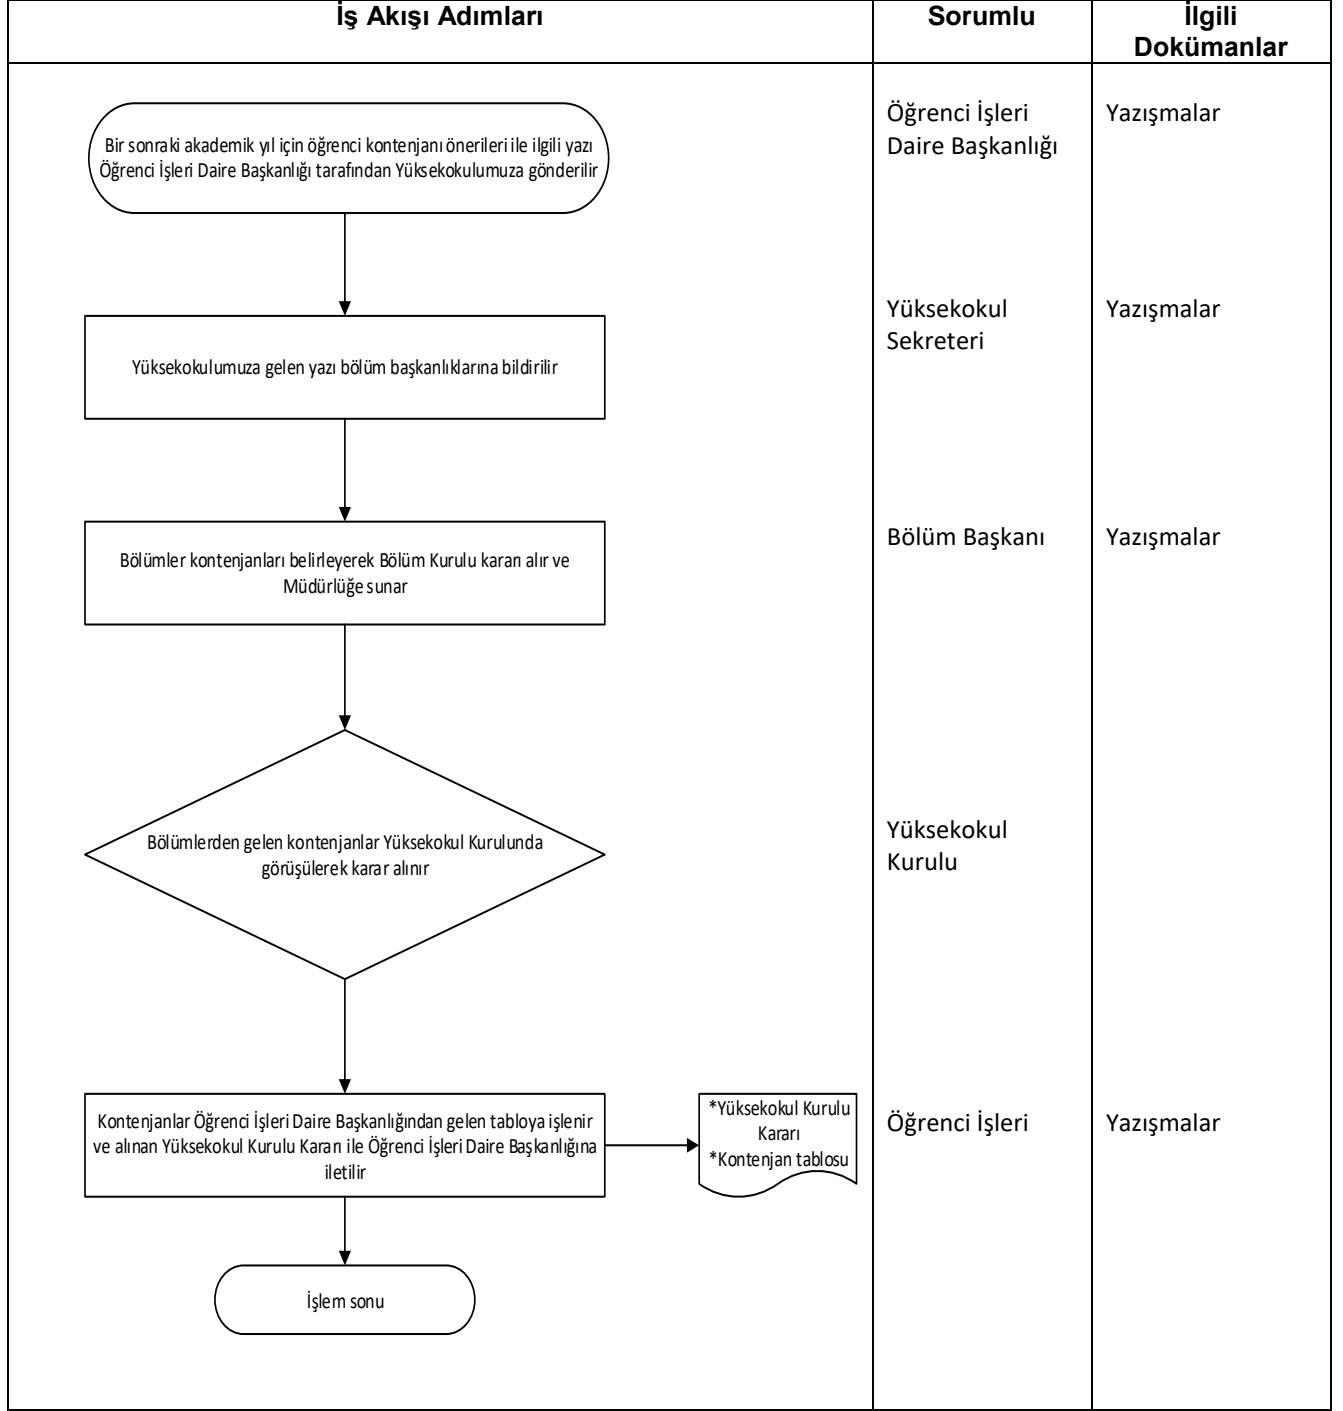 İş Akışı Adımları
Sorumlu
İlgili
Dokümanlar
Bir sonraki akademik yıl için öğrenci kontenjanı önerileri ile ilgili yazı
Öğrenci İşleri Daire Başkanlığı tarafından Yüksekokulumuza gönderilir
Öğrenci İşleri
Daire Başkanlığı
Yazışmalar
Yüksekokulumuza gelen yazı bölüm başkanlıklarına bildirilir
Yüksekokul
Sekreteri
Yazışmalar
Bölümler kontenjanları belirleyerek Bölüm Kurulu kararı alır ve
Müdürlüğe sunar
Bölüm Başkanı
Yazışmalar
Bölümlerden gelen kontenjanlar Yüksekokul Kurulunda
görüşülerek karar alınır
Yüksekokul
Kurulu
Kontenjanlar Öğrenci İşleri Daire Başkanlığından gelen tabloya işlenir
ve alınan Yüksekokul Kurulu Kararı ile Öğrenci İşleri Daire Başkanlığına
iletilir
*Yüksekokul Kurulu
Kararı
*Kontenjan tablosu
Öğrenci İşleri
Yazışmalar
İşlem sonu